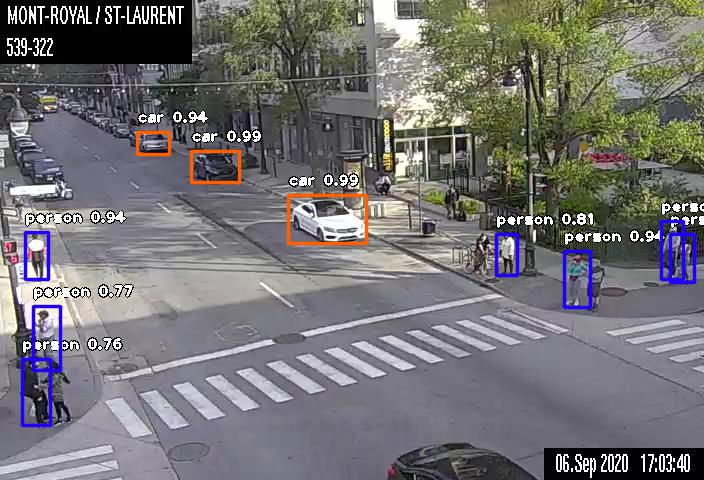 MONT-ROYAL / ST-LAURENT
539-322
car 0.94
car 0.99
car 0.99
person 0.94
person 0.81
person 0.94
person 0.77
person 0.76
06.Sep 2020 17:03:40